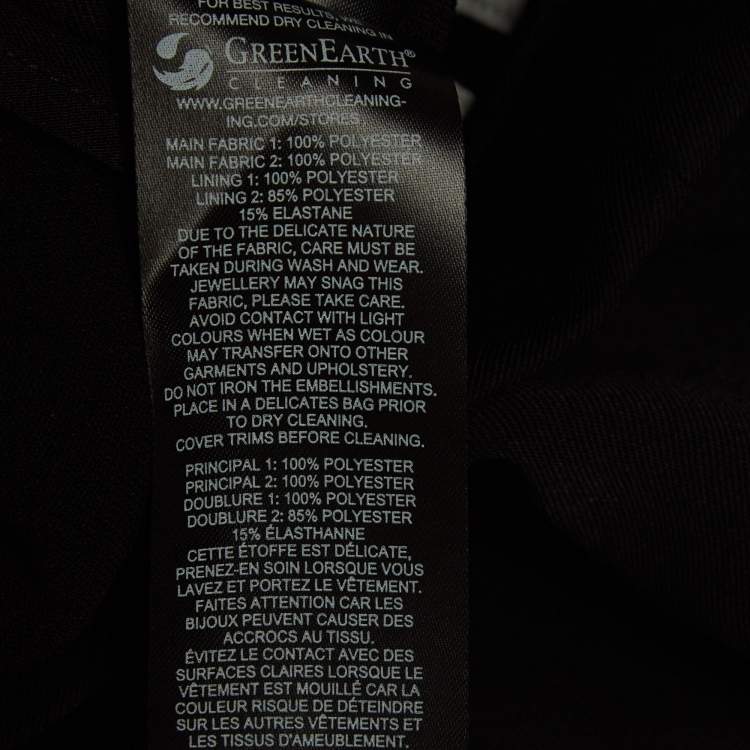 FOR BEST RESULTS, WE
RECOMMEND DRY CLEANING IN
GREENEARTH®
CLEANING
WWW.GREENEARTHCLEANING-
ING.COM/STORES
MAIN FABRIC 1: 100% POLYESTER
MAIN FABRIC 2: 100% POLYESTER
LINING 1: 100% POLYESTER
LINING 2: 85% POLYESTER
15% ELASTANE
DUE TO THE DELICATE NATURE
OF THE FABRIC, CARE MUST BE
TAKEN DURING WASH AND WEAR.
JEWELLERY MAY SNAG THIS
FABRIC, PLEASE TAKE CARE.
AVOID CONTACT WITH LIGHT
COLOURS WHEN WET AS COLOUR
MAY TRANSFER ONTO OTHER
GARMENTS AND UPHOLSTERY.
DO NOT IRON THE EMBELLISHMENTS.
PLACE IN A DELICATES BAG PRIOR
TO DRY CLEANING.
COVER TRIMS BEFORE CLEANING.
PRINCIPAL 1: 100% POLYESTER
PRINCIPAL 2: 100% POLYESTER
DOUBLURE 1: 100% POLYESTER
DOUBLURE 2: 85% POLYESTER
15% ÉLASTHANNE
CETTE ÉTOFFE EST DÉLICATE,
PRENEZ-EN SOIN LORSQUE VOUS
LAVEZ ET PORTEZ LE VÊTEMENT.
FAITES ATTENTION CAR LES
BIJOUX PEUVENT CAUSER DES
ACCROCS AU TISSU.
ÉVITEZ LE CONTACT AVEC DES
SURFACES CLAIRES LORSQUE LE
VÊTEMENT EST MOUILLÉ CAR LA
COULEUR RISQUE DE DÉTEINDRE
SUR LES AUTRES VÊTEMENTS ET
LES TISSUS D'AMEUBLEMENT.